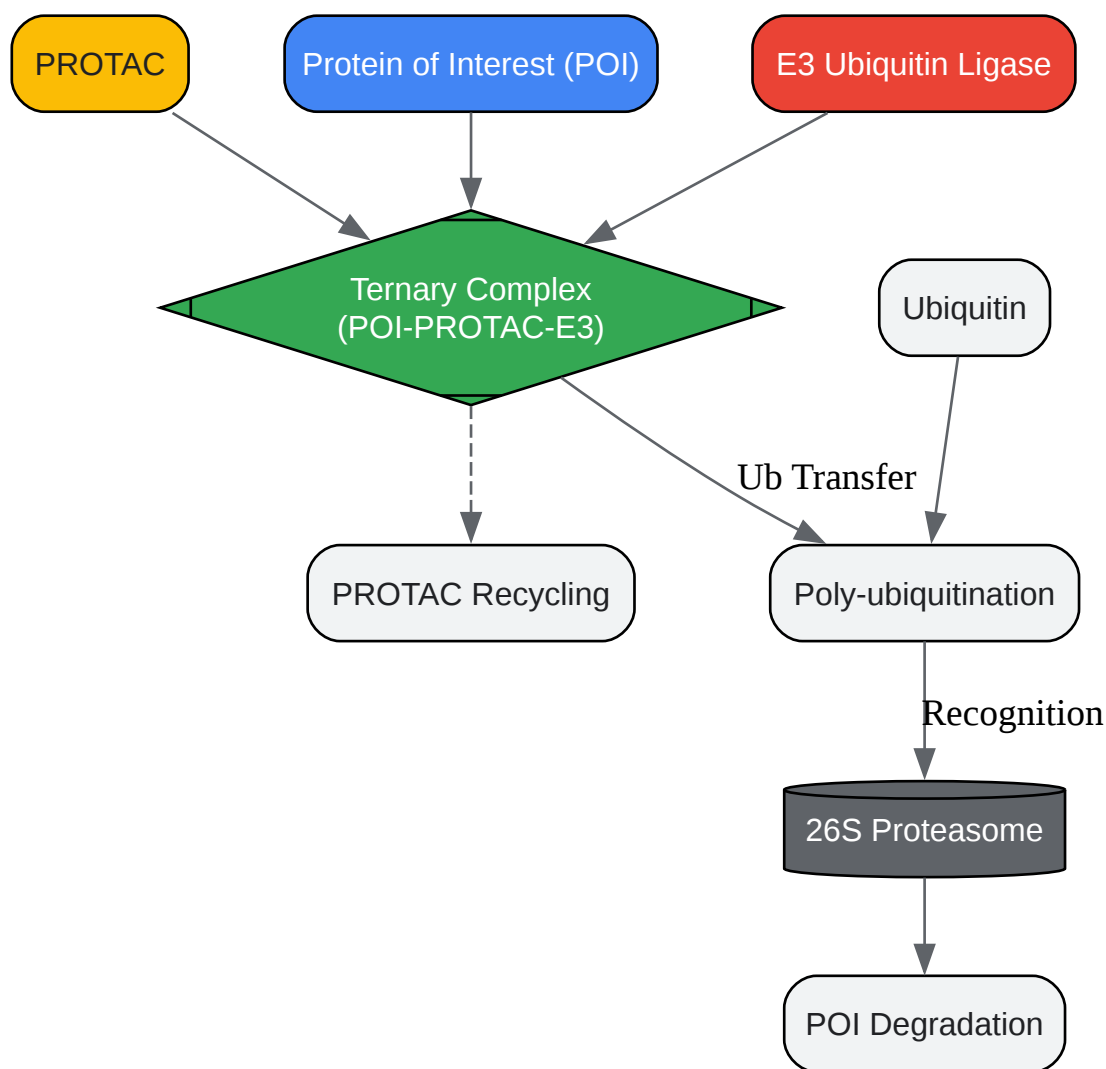 PROTAC
Protein of Interest (POI)
E3 Ubiquitin Ligase
Ternary Complex
(POI-PROTAC-E3)
Ubiquitin
Ub Transfer
PROTAC Recycling
Poly-ubiquitination
Recognition
26S Proteasome
POI Degradation